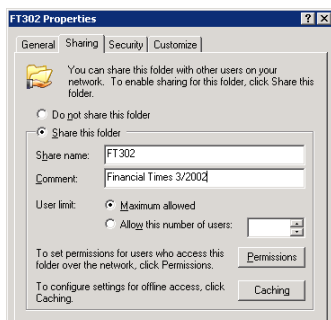 FT302 Properties
General Sharing Security Customize
You can share this folder with other users on your
network. To enable sharing for this folder, click Share this
folder.
Do not share this folder
Share this folder
Share name: FT302
Comment: Financial Times 3/2002
User limit: Maximum allowed
Allow this number of users:
To set permissions for users who access this
folder over the network, click Permissions. Permissions
To configure settings for offline access, click
Caching. Caching